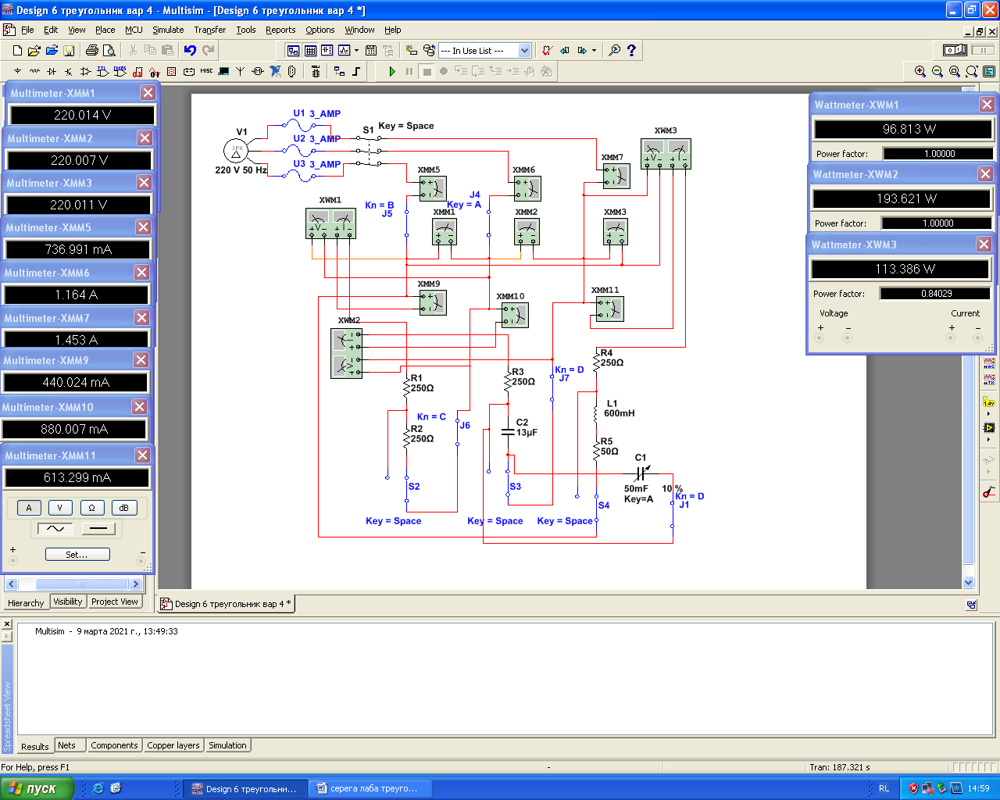 Design 6 треугольник вар 4 - Multisim - [Design 6 треугольник вар 4 *]
File Edit View Place MCU Simulate Transfer Tools Reports Options Window Help
--- In Use List ---
Multimeter-XMM1
220.014 V
Multimeter-XMM2
220.007 V
Multimeter-XMM3
220.011 V
Multimeter-XMM5
736.991 mA
Multimeter-XMM6
1.164 A
Multimeter-XMM7
1.453 A
Multimeter-XMM9
440.024 mA
Multimeter-XMM10
880.007 mA
Multimeter-XMM11
613.299 mA
A V Ω dB
Set...
+ −
Hierarchy Visibility Project View
V1
220 V 50 Hz
U1 3_AMP
U2 3_AMP
U3 3_AMP
S1
Key = Space
XMM5
XMM6
XMM7
XWM3
J4
Key = A
Кл = B
J5
XWM1
XMM1
XMM2
XMM3
XMM9
XMM10
XMM11
XWM2
R1
250Ω
R2
250Ω
Кл = C
J6
R3
250Ω
C2
13µF
Кл = D
J7
R4
250Ω
L1
600mH
R5
50Ω
C1
50mF
Key=A
10 %
Кл = D
J1
S2
Key = Space
S3
Key = Space
S4
Key = Space
Wattmeter-XWM1
96.813 W
Power factor: 1.00000
Wattmeter-XWM2
193.621 W
Power factor: 1.00000
Wattmeter-XWM3
113.386 W
Power factor: 0.84029
Voltage Current
+ − + −
Design 6 треугольник вар 4 *
Multisim - 9 марта 2021 г., 13:49:33
Spreadsheet View
Results Nets Components Copper layers Simulation
For Help, press F1
-
Tran: 187.321 s
пуск
Design 6 треугольни...
серега лаба треуго...
RL
14:59